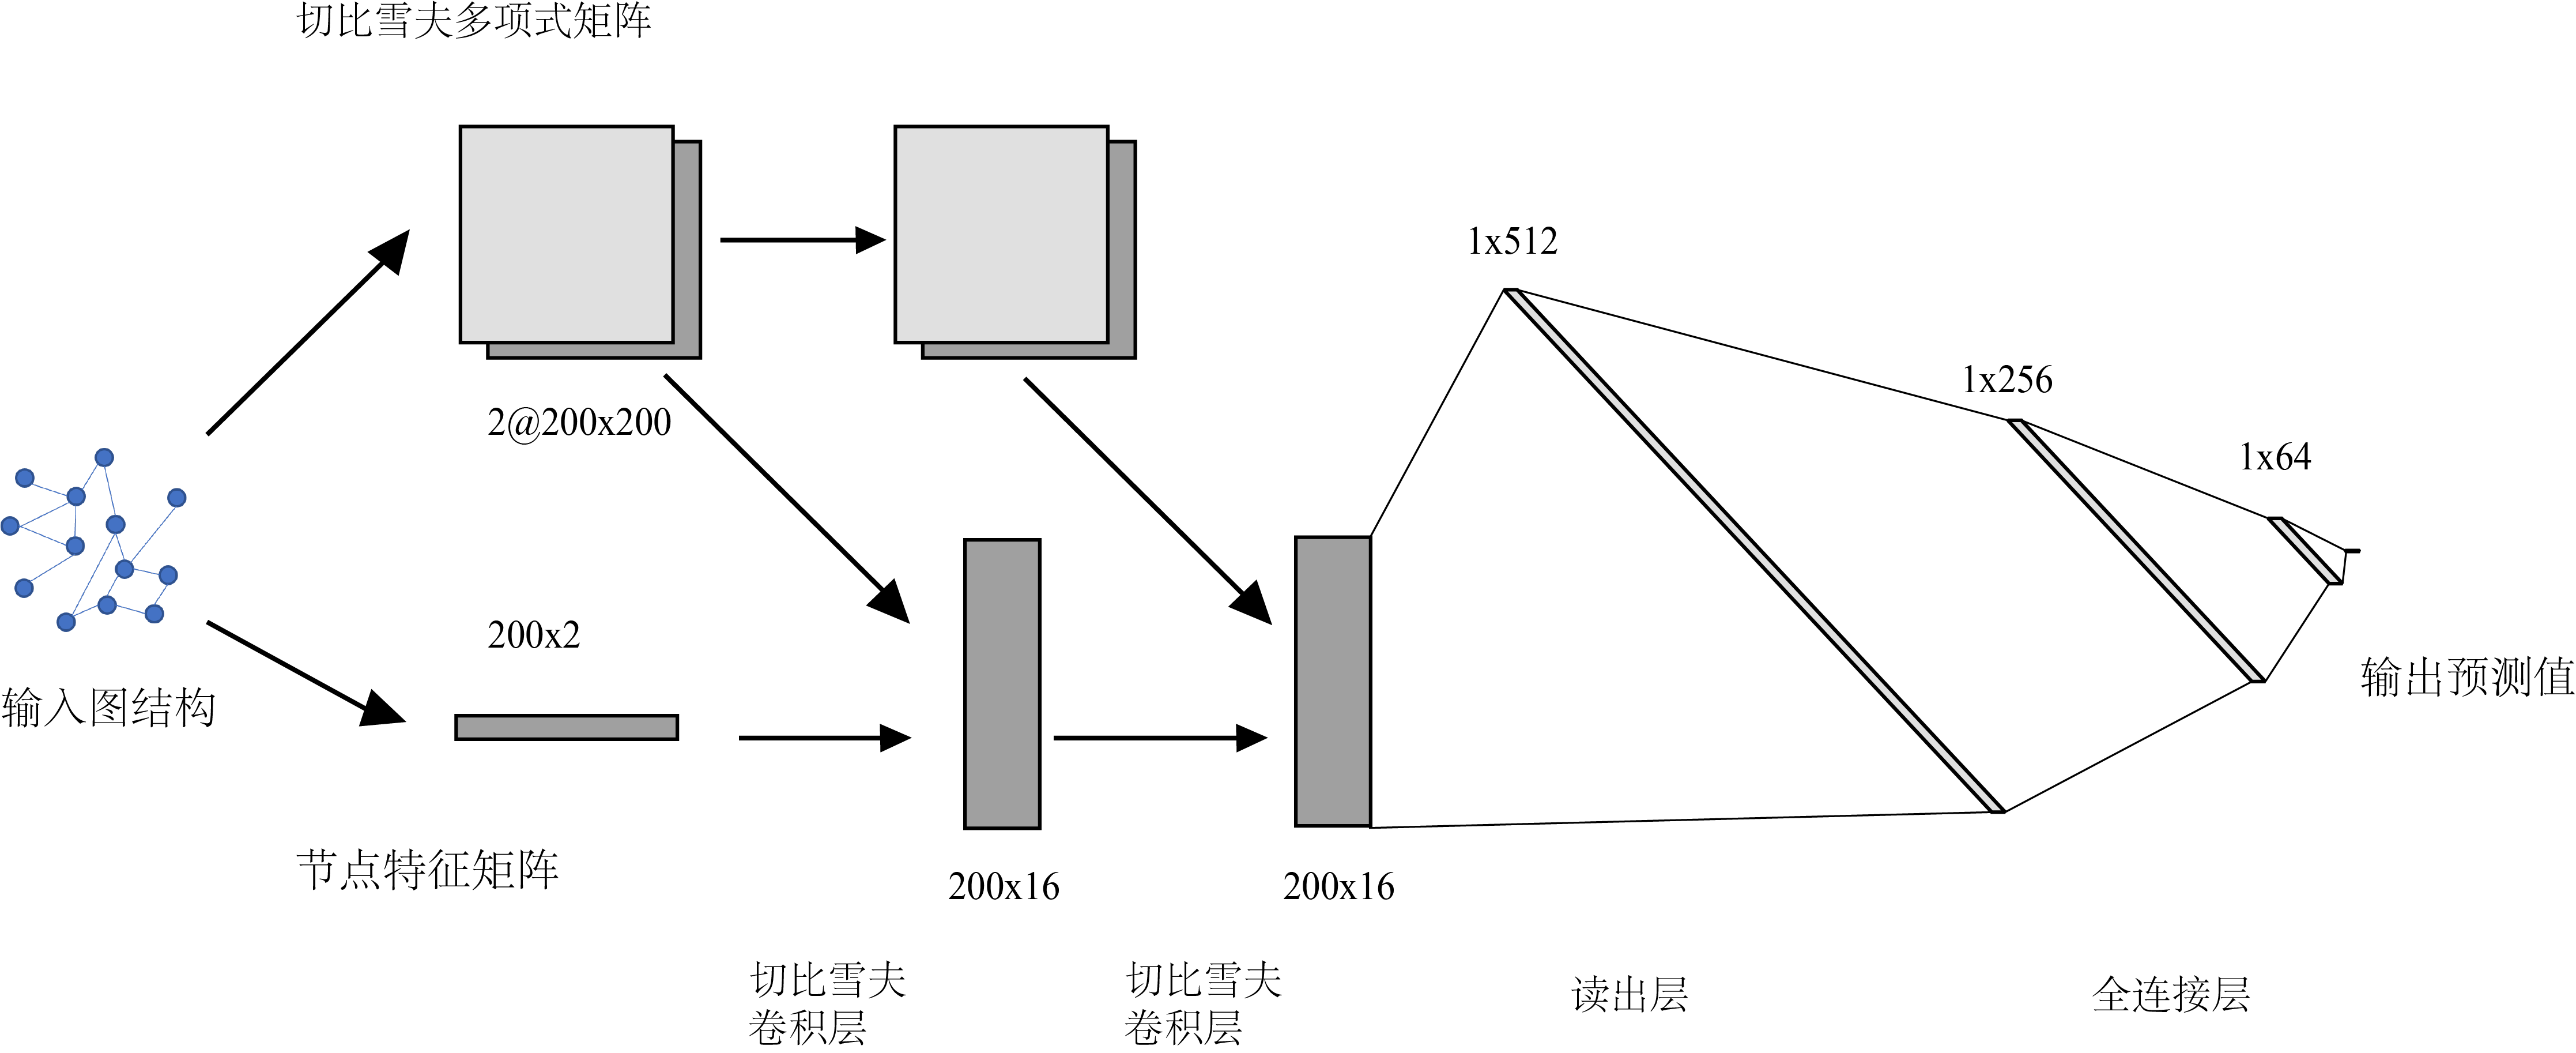 切比雪夫多项式矩阵
1x512
1x256
2@200x200
1x64
200x2
输入图结构
输出预测值
节点特征矩阵
200x16
200x16
切比雪夫
卷积层
切比雪夫
卷积层
读出层
全连接层